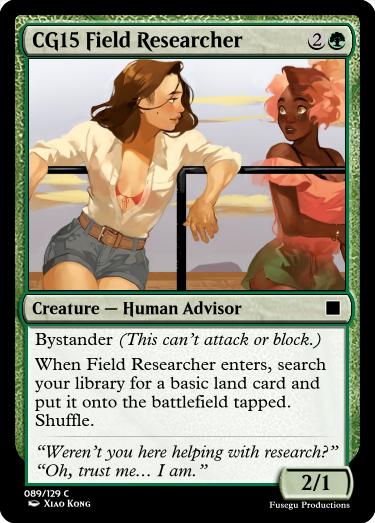 CG15 Field Researcher 2
Creature — Human Advisor
Bystander (This can't attack or block.)
When Field Researcher enters, search
your library for a basic land card and
put it onto the battlefield tapped.
Shuffle.
“Weren't you here helping with research?”
“Oh, trust me… I am.”
2/1
089/129 C
Xiao Kong
Fusegu Productions